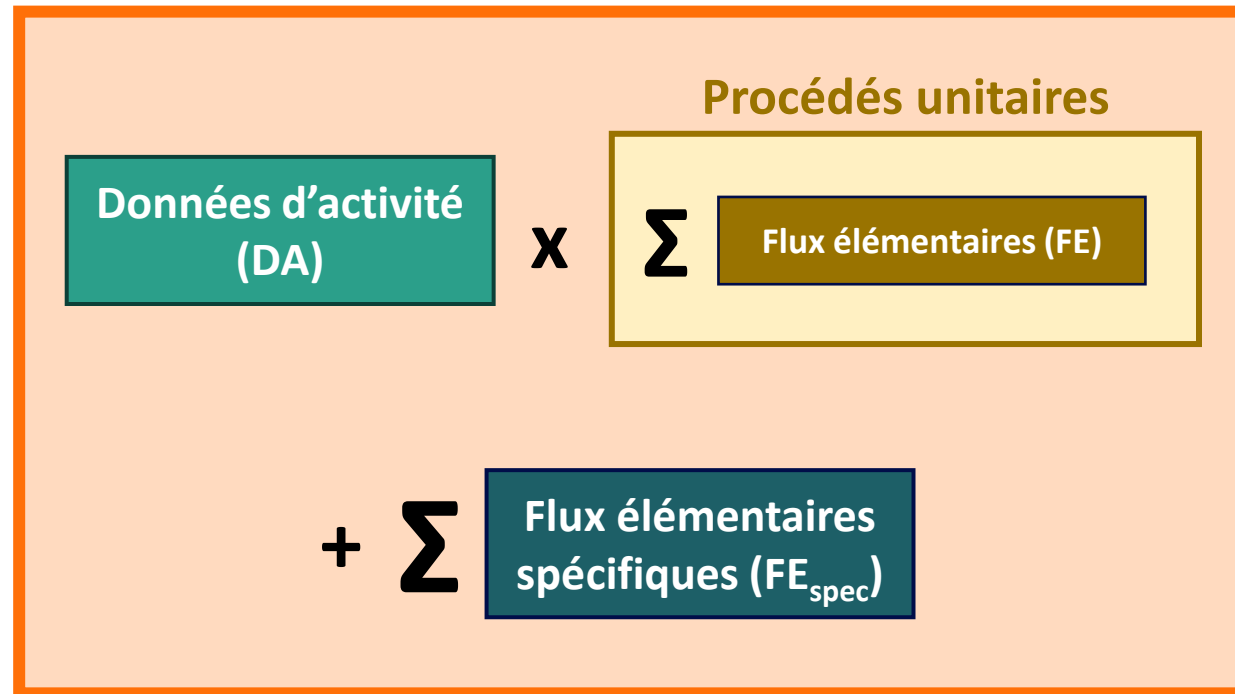 Procédés unitaires
Données d’activité
(DA)
x
Σ
Flux élémentaires (FE)
+
Σ
Flux élémentaires
spécifiques (FEspec)